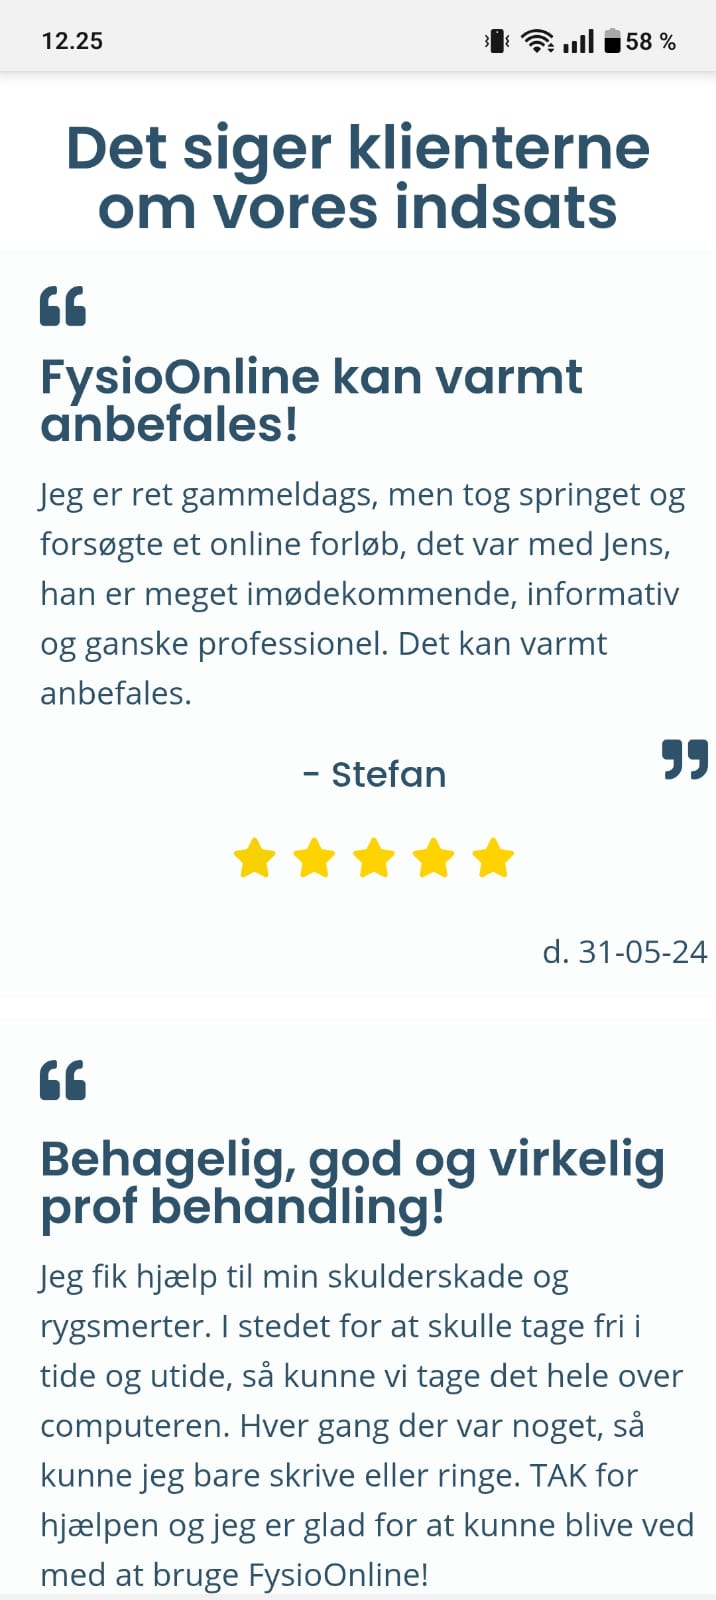 12.25
58 %
Det siger klienterne
om vores indsats
“
FysioOnline kan varmt
anbefales!
Jeg er ret gammeldags, men tog springet og
forsøgte et online forløb, det var med Jens,
han er meget imødekommende, informativ
og ganske professionel. Det kan varmt
anbefales.
”
– Stefan
d. 31-05-24
“
Behagelig, god og virkelig
prof behandling!
Jeg fik hjælp til min skulderskade og
rygsmerter. I stedet for at skulle tage fri i
tide og utide, så kunne vi tage det hele over
computeren. Hver gang der var noget, så
kunne jeg bare skrive eller ringe. TAK for
hjælpen og jeg er glad for at kunne blive ved
med at bruge FysioOnline!